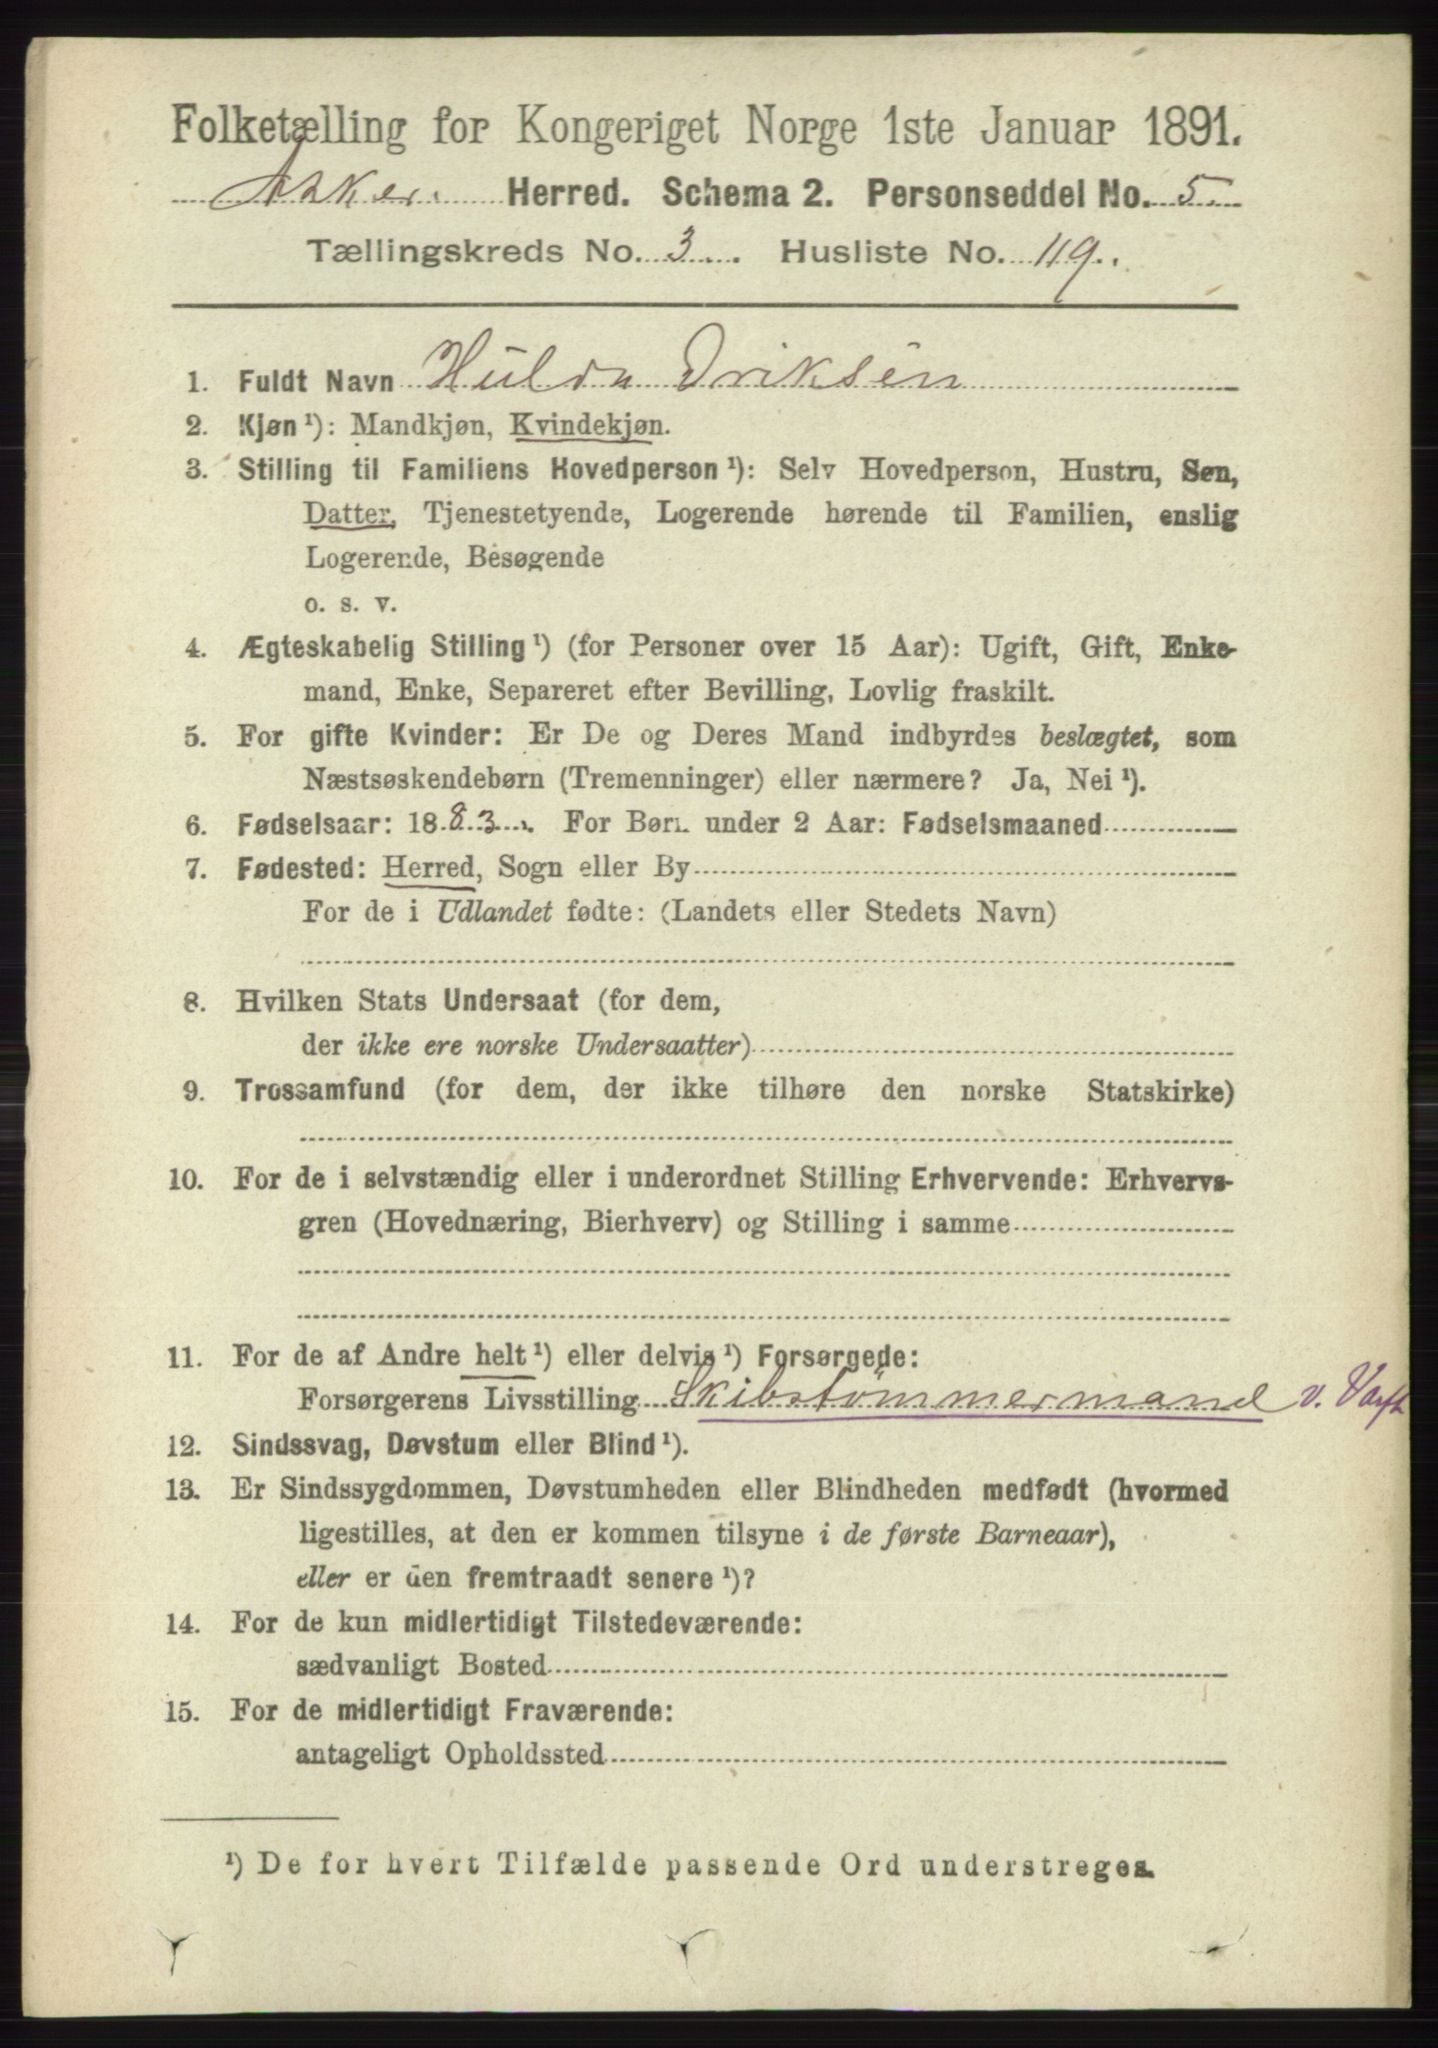 Folketælling for Kongeriget Norge 1ste Januar 1891.
Asker Herred. Schema 2. Personseddel No. 5.
Tællingskreds No. 3. Husliste No. 119.
1. Fuldt Navn Hulda Eriksen
2. Kjøn ¹): Mandkjøn, Kvindekjøn.
3. Stilling til Familiens Hovedperson ¹): Selv Hovedperson, Hustru, Søn,
Datter, Tjenestetyende, Logerende hørende til Familien, enslig
Logerende, Besøgende
o. s. v.
4. Ægteskabelig Stilling ¹) (for Personer over 15 Aar): Ugift, Gift, Enke-
mand, Enke, Separeret efter Bevilling, Lovlig fraskilt.
5. For gifte Kvinder: Er De og Deres Mand indbyrdes beslægtet, som
Næstsøskendebørn (Tremenninger) eller nærmere? Ja, Nei ¹).
6. Fødselsaar: 1883. For Børn under 2 Aar: Fødselsmaaned
7. Fødested: Herred, Sogn eller By
For de i Udlandet fødte: (Landets eller Stedets Navn)
8. Hvilken Stats Undersaat (for dem,
der ikke ere norske Undersaatter)
9. Trossamfund (for dem, der ikke tilhøre den norske Statskirke)
10. For de i selvstændig eller i underordnet Stilling Erhvervende: Erhvervs-
gren (Hovednæring, Bierhverv) og Stilling i samme
11. For de af Andre helt ¹) eller delvis ¹) Forsørgede:
Forsørgerens Livsstilling Skibstømmermand v. Værft
12. Sindssvag, Døvstum eller Blind ¹).
13. Er Sindssygdommen, Døvstumheden eller Blindheden medfødt (hvormed
ligestilles, at den er kommen tilsyne i de første Barneaar),
eller er den fremtraadt senere ¹)?
14. For de kun midlertidigt Tilstedeværende:
sædvanligt Bosted
15. For de midlertidigt Fraværende:
antageligt Opholdssted
¹) De for hvert Tilfælde passende Ord understreges.